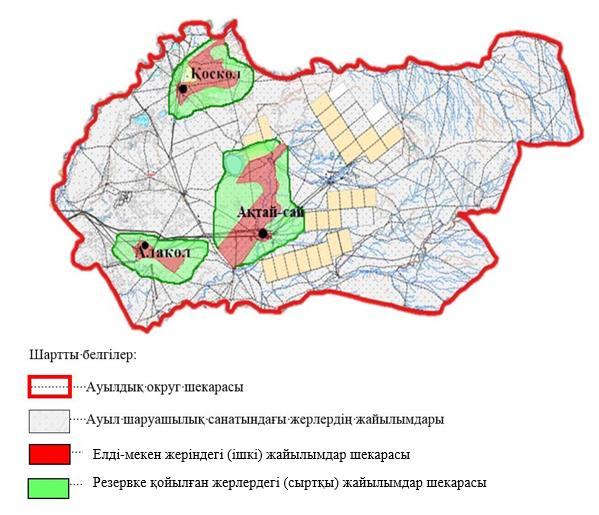 Қоскөл
Ақтай-сай
Алакөл
Шартты белгілер:
Ауылдық округ шекарасы
Ауыл шаруашылық санатындағы жерлердің жайылымдары
Елді-мекен жеріндегі (ішкі) жайылымдар шекарасы
Резервке қойылған жерлердегі (сыртқы) жайылымдар шекарасы